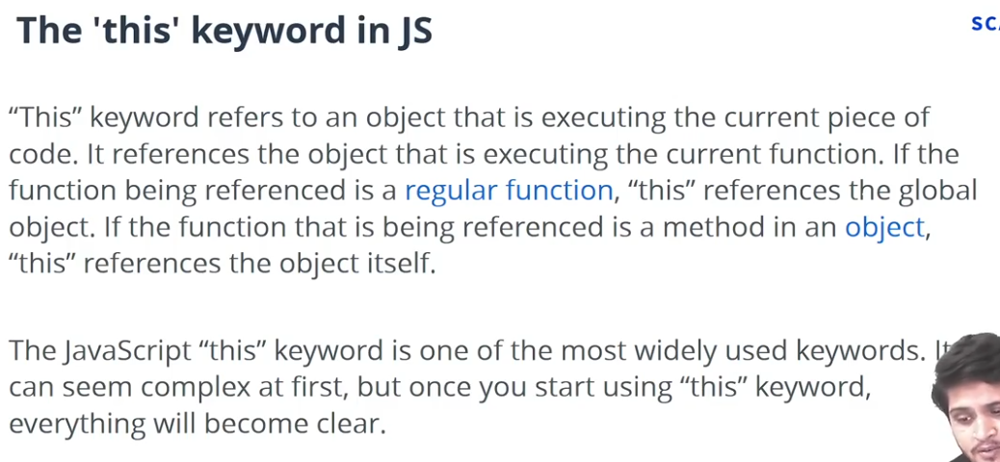 The 'this' keyword in JS
“This” keyword refers to an object that is executing the current piece of
code. It references the object that is executing the current function. If the
function being referenced is a regular function, “this” references the global
object. If the function that is being referenced is a method in an object,
“this” references the object itself.
The JavaScript “this” keyword is one of the most widely used keywords. It
can seem complex at first, but once you start using “this” keyword,
everything will become clear.